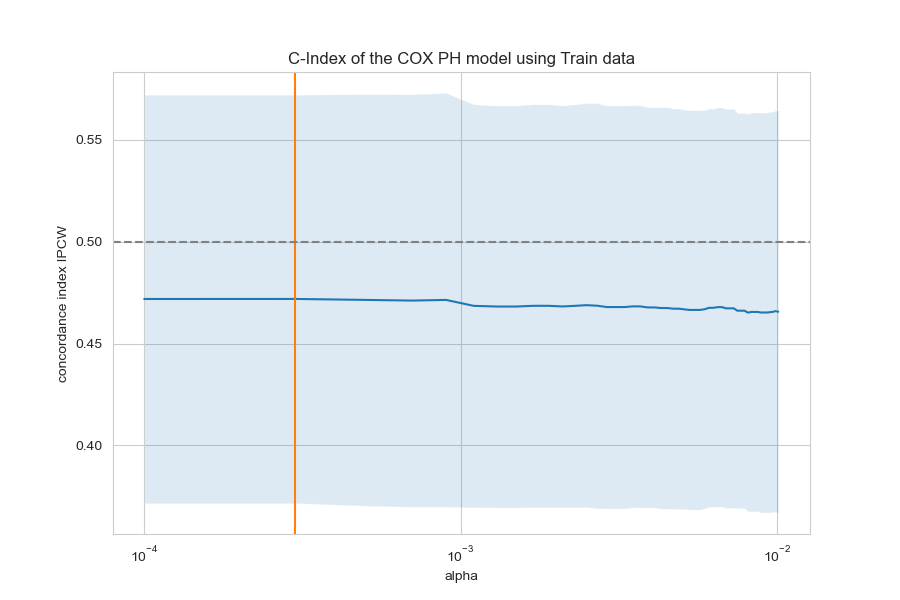 C-Index of the COX PH model using Train data
concordance index IPCW
0.55
0.50
0.45
0.40
10⁻⁴
10⁻³
10⁻²
alpha